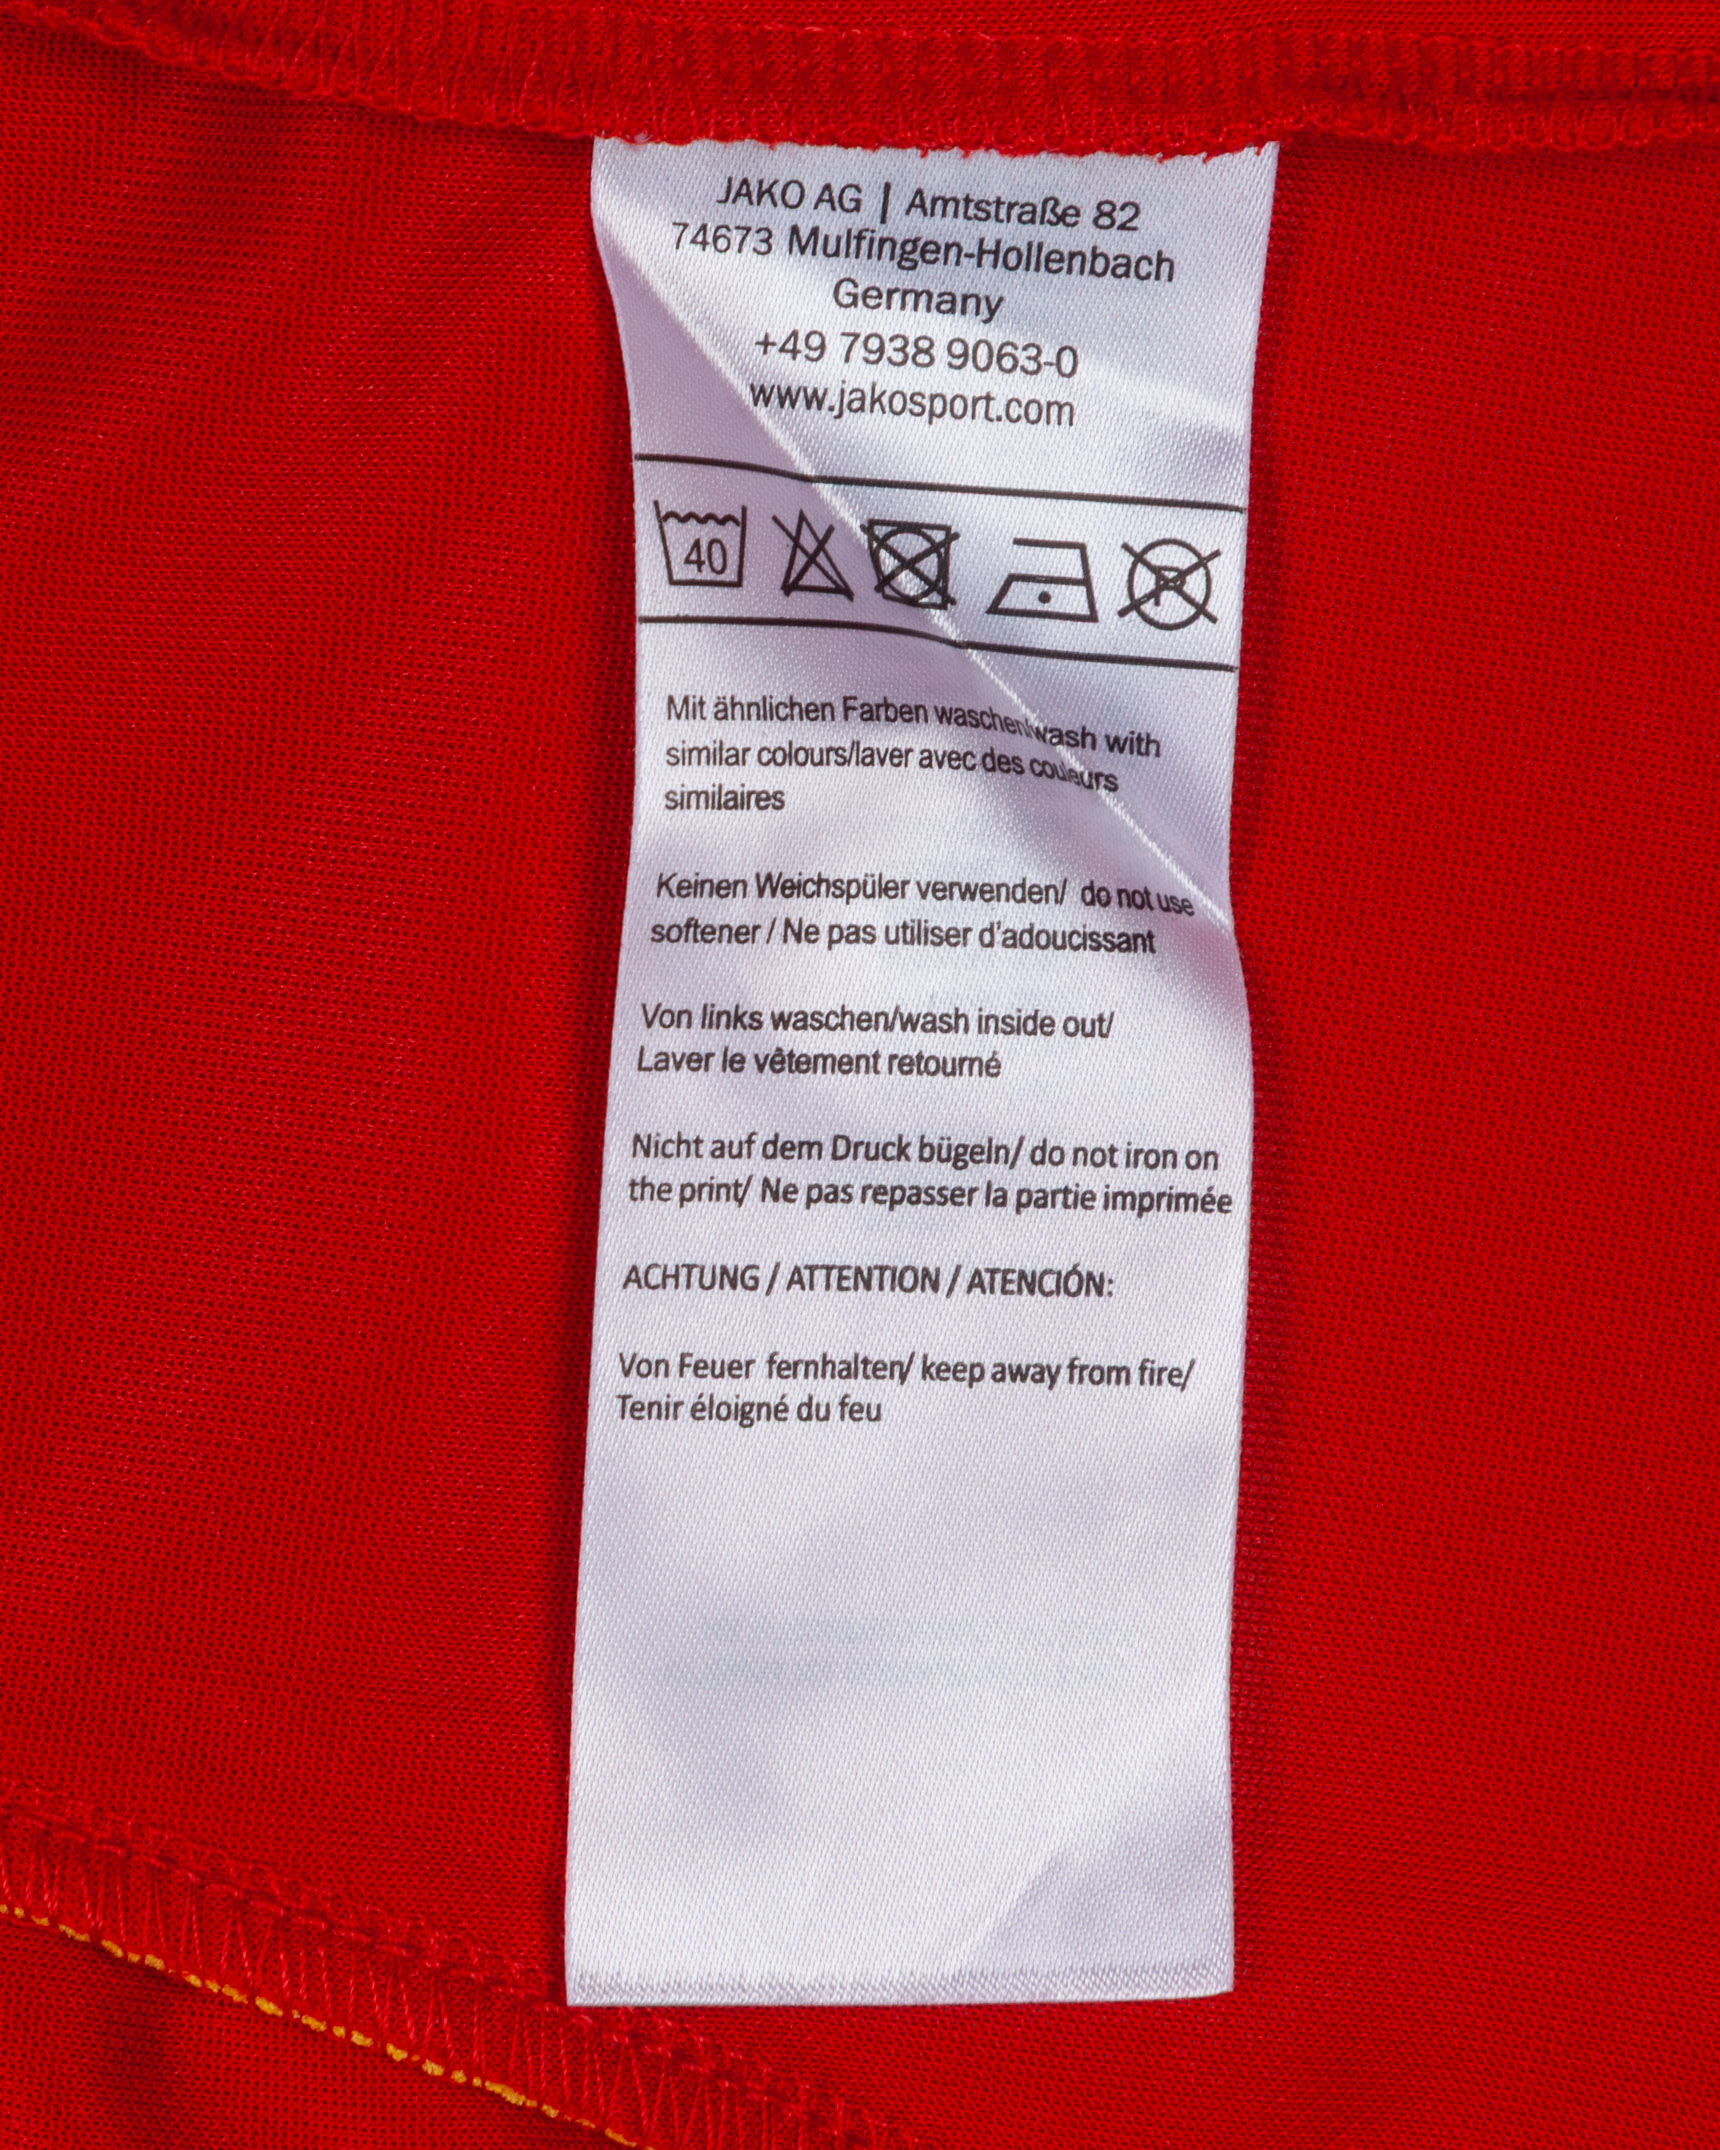 JAKO AG | Amtstraße 82
74673 Mulfingen-Hollenbach
Germany
+49 7938 9063-0
www.jakosport.com
40
P
Mit ähnlichen Farben waschen/wash with
similar colours/laver avec des couleurs
similaires
Keinen Weichspüler verwenden/ do not use
softener / Ne pas utiliser d'adoucissant
Von links waschen/wash inside out/
Laver le vêtement retourné
Nicht auf dem Druck bügeln/ do not iron on
the print/ Ne pas repasser la partie imprimée
ACHTUNG / ATTENTION / ATENCIÓN:
Von Feuer fernhalten/ keep away from fire/
Tenir éloigné du feu